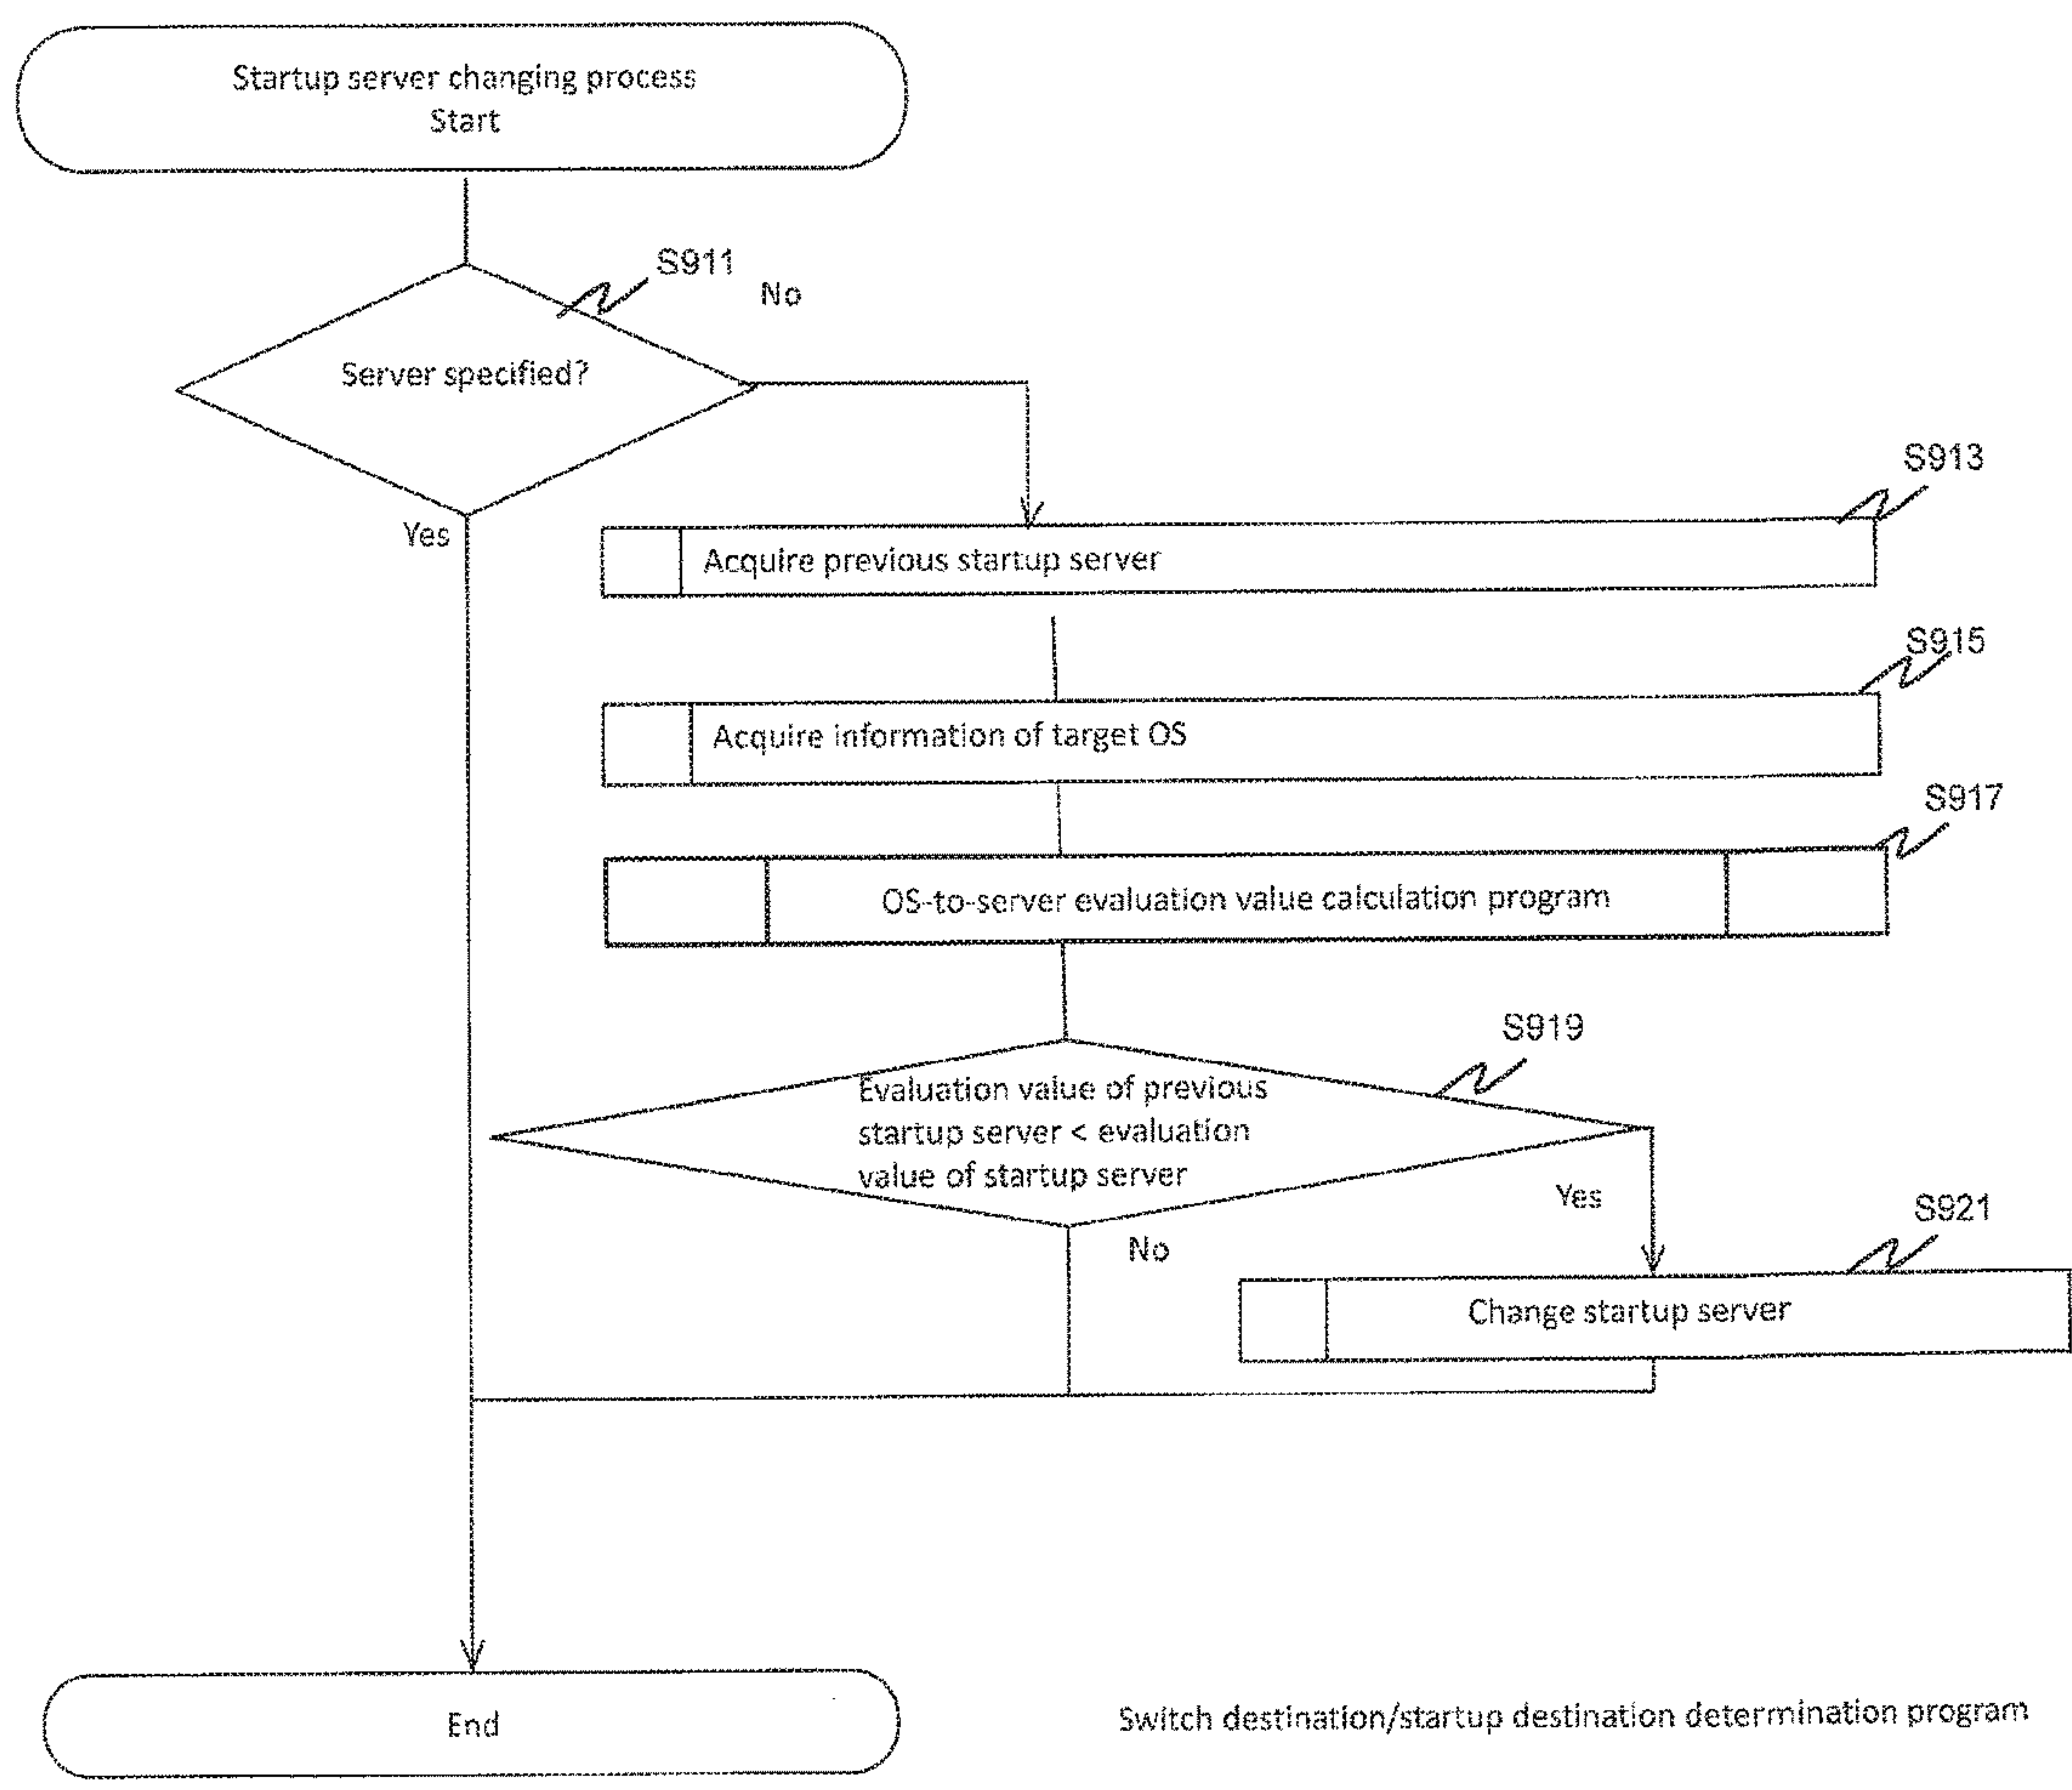 Startup server changing process
Start
S911
No
Server specified?
Yes
S913
Acquire previous startup server
S915
Acquire information of target OS
S917
OS-to-server evaluation value calculation program
S919
Evaluation value of previous
startup server < evaluation
value of startup server
Yes
S921
No
Change startup server
End
Switch destination/startup destination determination program